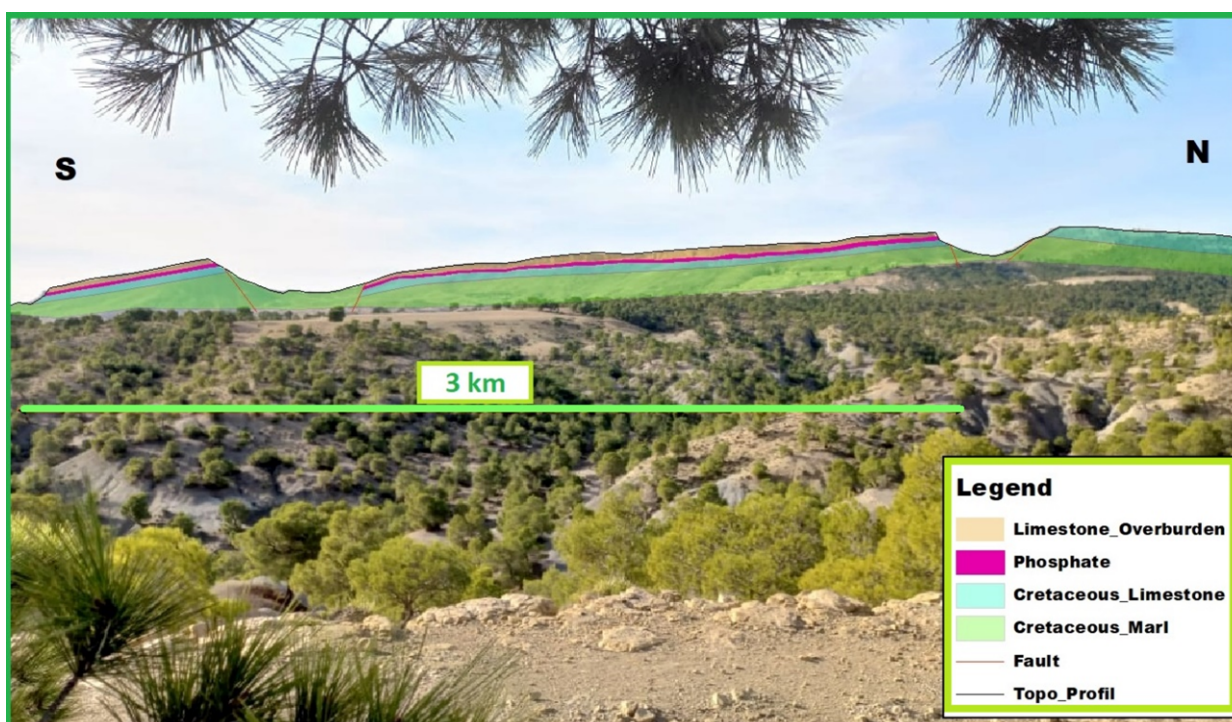 S
N
3 km
Legend
Limestone_Overburden
Phosphate
Cretaceous_Limestone
Cretaceous_Marl
Fault
Topo_Profil